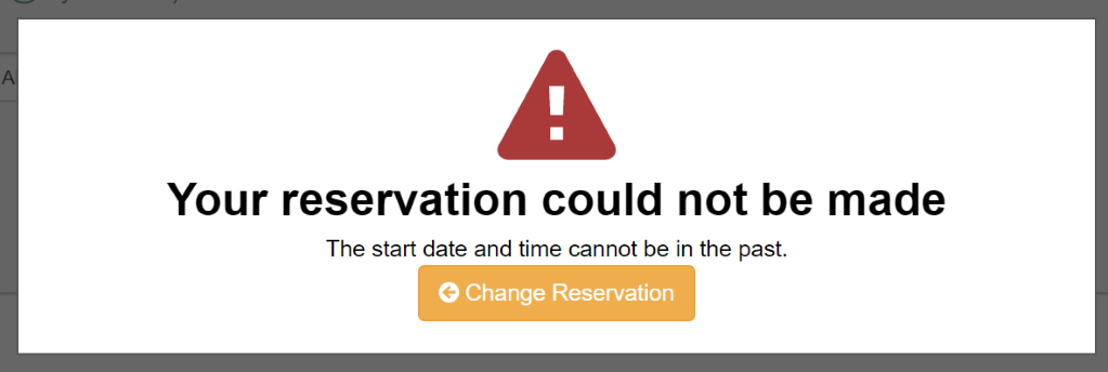 Your reservation could not be made
The start date and time cannot be in the past.
Change Reservation